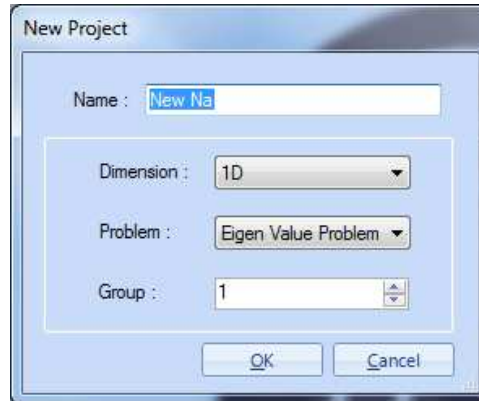 New Project
Name : New Na
Dimension : 1D
Problem : Eigen Value Problem
Group : 1
OK Cancel